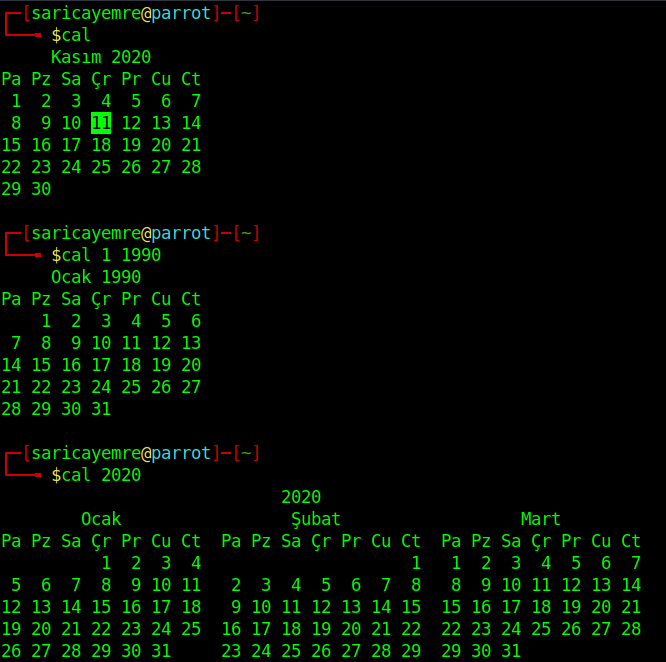 ┌─[saricayemre@parrot]─[~]
└──╼ $cal
     Kasım 2020
Pa Pz Sa Çr Pr Cu Ct
 1  2  3  4  5  6  7
 8  9 10 11 12 13 14
15 16 17 18 19 20 21
22 23 24 25 26 27 28
29 30
┌─[saricayemre@parrot]─[~]
└──╼ $cal 1 1990
     Ocak 1990
Pa Pz Sa Çr Pr Cu Ct
    1  2  3  4  5  6
 7  8  9 10 11 12 13
14 15 16 17 18 19 20
21 22 23 24 25 26 27
28 29 30 31
┌─[saricayemre@parrot]─[~]
└──╼ $cal 2020
                            2020
        Ocak                 Şubat                  Mart
Pa Pz Sa Çr Pr Cu Ct  Pa Pz Sa Çr Pr Cu Ct  Pa Pz Sa Çr Pr Cu Ct
          1  2  3  4                     1   1  2  3  4  5  6  7
 5  6  7  8  9 10 11   2  3  4  5  6  7  8   8  9 10 11 12 13 14
12 13 14 15 16 17 18   9 10 11 12 13 14 15  15 16 17 18 19 20 21
19 20 21 22 23 24 25  16 17 18 19 20 21 22  22 23 24 25 26 27 28
26 27 28 29 30 31     23 24 25 26 27 28 29  29 30 31